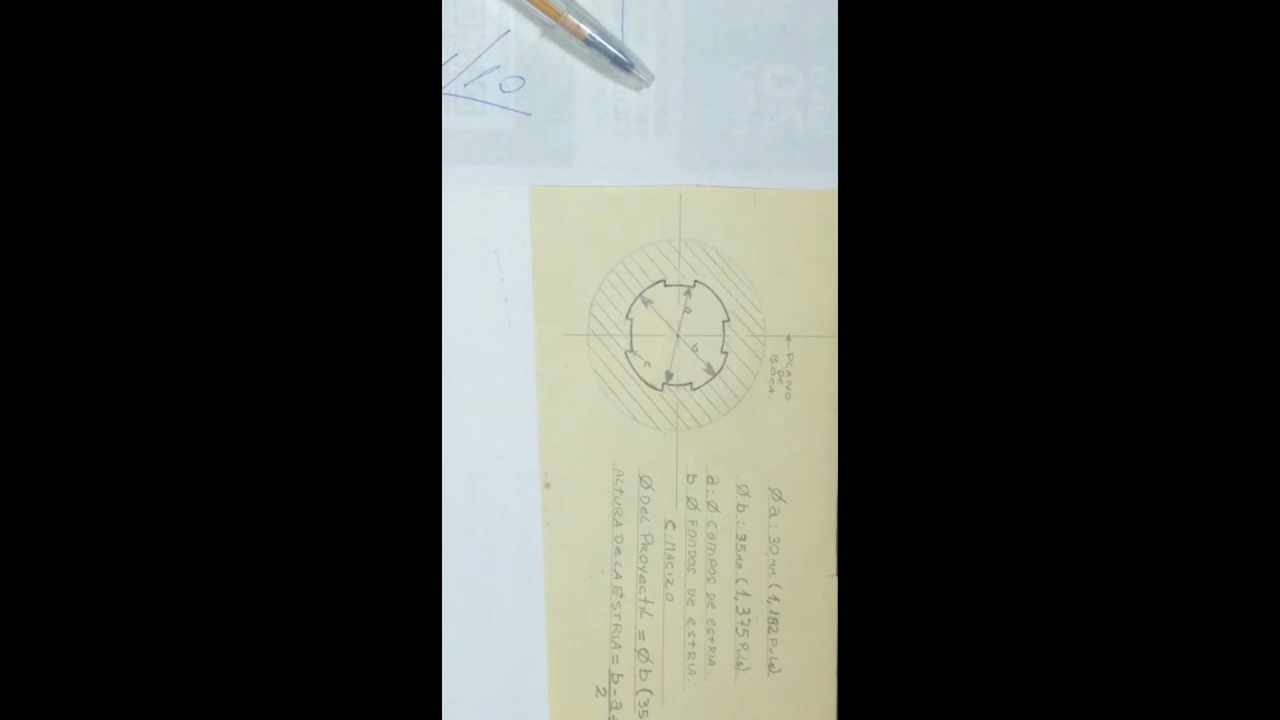 1/10
← PLANO
DE
BOCA.
a
b
c
Ø a : 30 mm (1,182 Pulg).
Ø b : 35 mm (1,375 Pulg).
a: Ø CAMPOS DE ESTRIA.
b: Ø FONDOS DE ESTRIA.
C: MACIZO.
Ø DEL PROYECTIL = Ø b (35
ALTURA DE LA ESTRIA = b - a
2